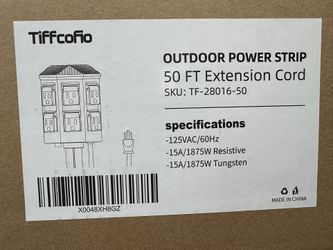 Tiffcofio
OUTDOOR POWER STRIP
50 FT Extension Cord
SKU: TF-28016-50
specifications
-125VAC/60Hz
-15A/1875W Resistive
-15A/1875W Tungsten
X0048XH8GZ
MADE IN CHINA